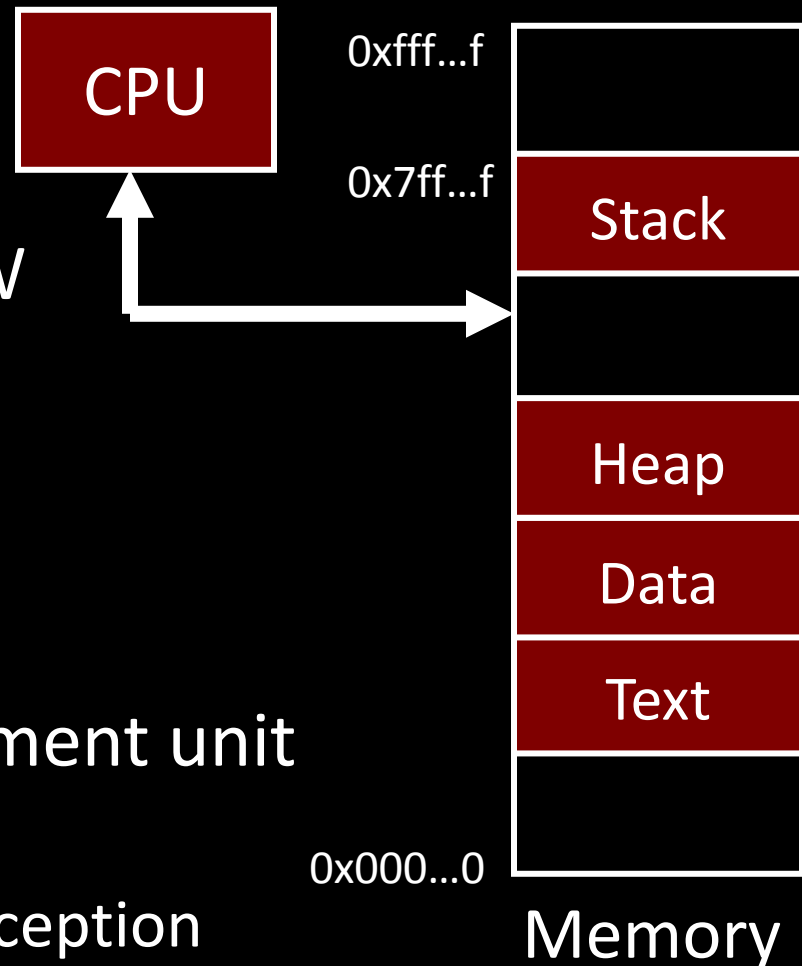 CPU
0xfff…f
0x7ff…f
Stack
Heap
Data
Text
ment unit
0x000…0
ception
Memory